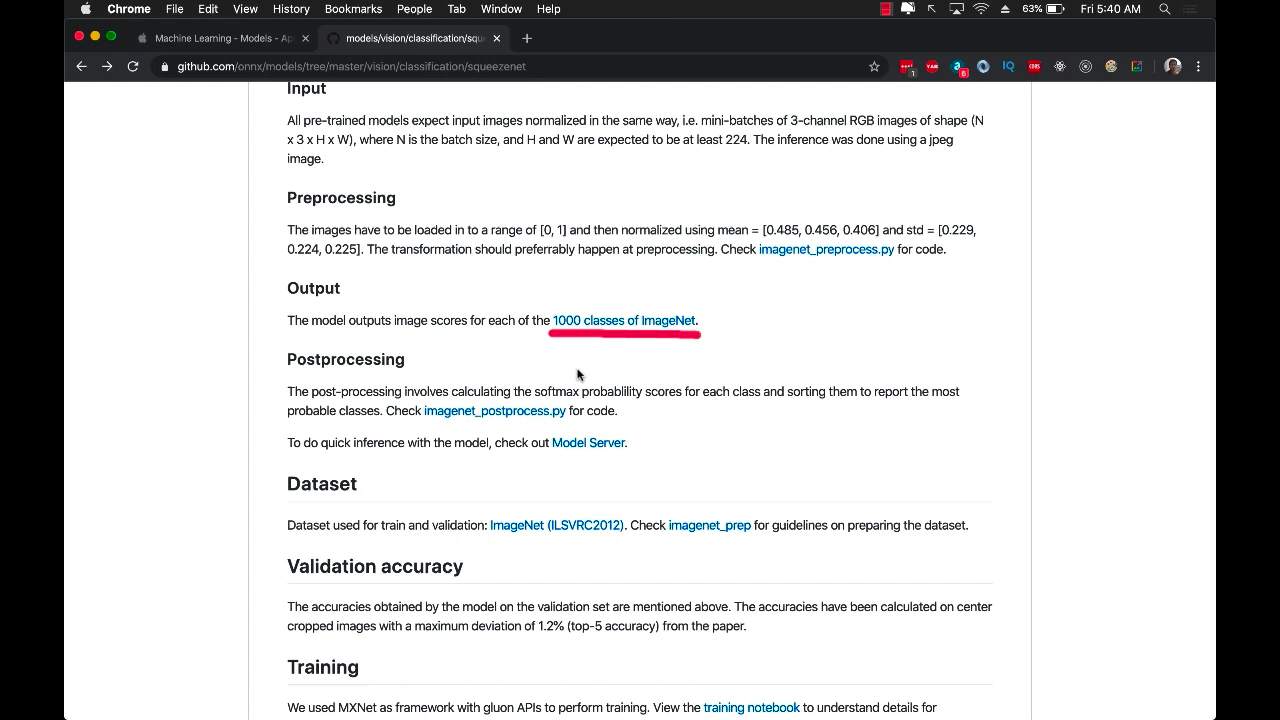 Chrome File Edit View History Bookmarks People Tab Window Help 63% Fri 5:40 AM
Machine Learning - Models - Ap
models/vision/classification/sque
github.com/onnx/models/tree/master/vision/classification/squeezenet
Input
All pre-trained models expect input images normalized in the same way, i.e. mini-batches of 3-channel RGB images of shape (N
x 3 x H x W), where N is the batch size, and H and W are expected to be at least 224. The inference was done using a jpeg
image.
Preprocessing
The images have to be loaded in to a range of [0, 1] and then normalized using mean = [0.485, 0.456, 0.406] and std = [0.229,
0.224, 0.225]. The transformation should preferrably happen at preprocessing. Check imagenet_preprocess.py for code.
Output
The model outputs image scores for each of the 1000 classes of ImageNet.
Postprocessing
The post-processing involves calculating the softmax probablility scores for each class and sorting them to report the most
probable classes. Check imagenet_postprocess.py for code.
To do quick inference with the model, check out Model Server.
Dataset
Dataset used for train and validation: ImageNet (ILSVRC2012). Check imagenet_prep for guidelines on preparing the dataset.
Validation accuracy
The accuracies obtained by the model on the validation set are mentioned above. The accuracies have been calculated on center
cropped images with a maximum deviation of 1.2% (top-5 accuracy) from the paper.
Training
We used MXNet as framework with gluon APIs to perform training. View the training notebook to understand details for